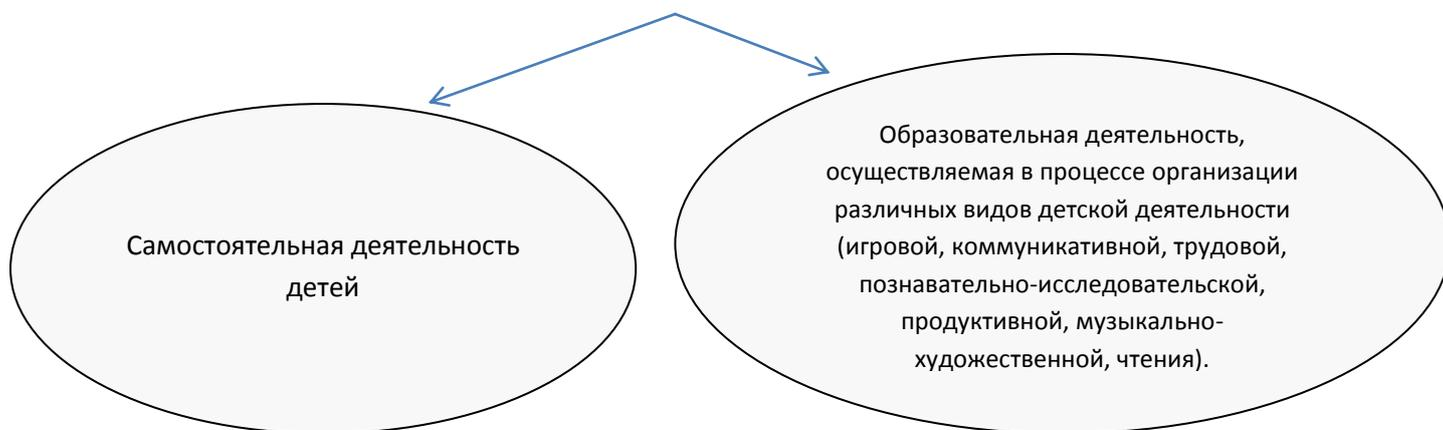 Самостоятельная деятельность
детей
Образовательная деятельность,
осуществляемая в процессе организации
различных видов детской деятельности
(игровой, коммуникативной, трудовой,
познавательно-исследовательской,
продуктивной, музыкально-
художественной, чтения).